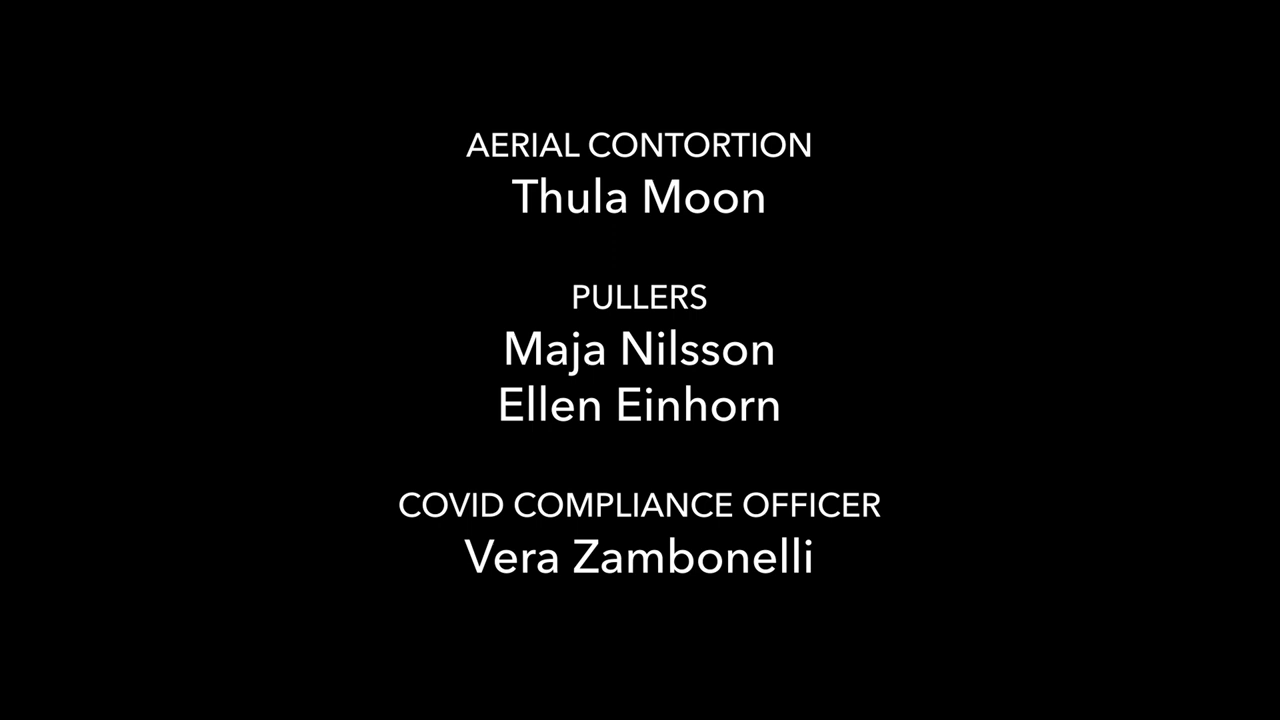 AERIAL CONTORTION
Thula Moon
PULLERS
Maja Nilsson
Ellen Einhorn
COVID COMPLIANCE OFFICER
Vera Zambonelli